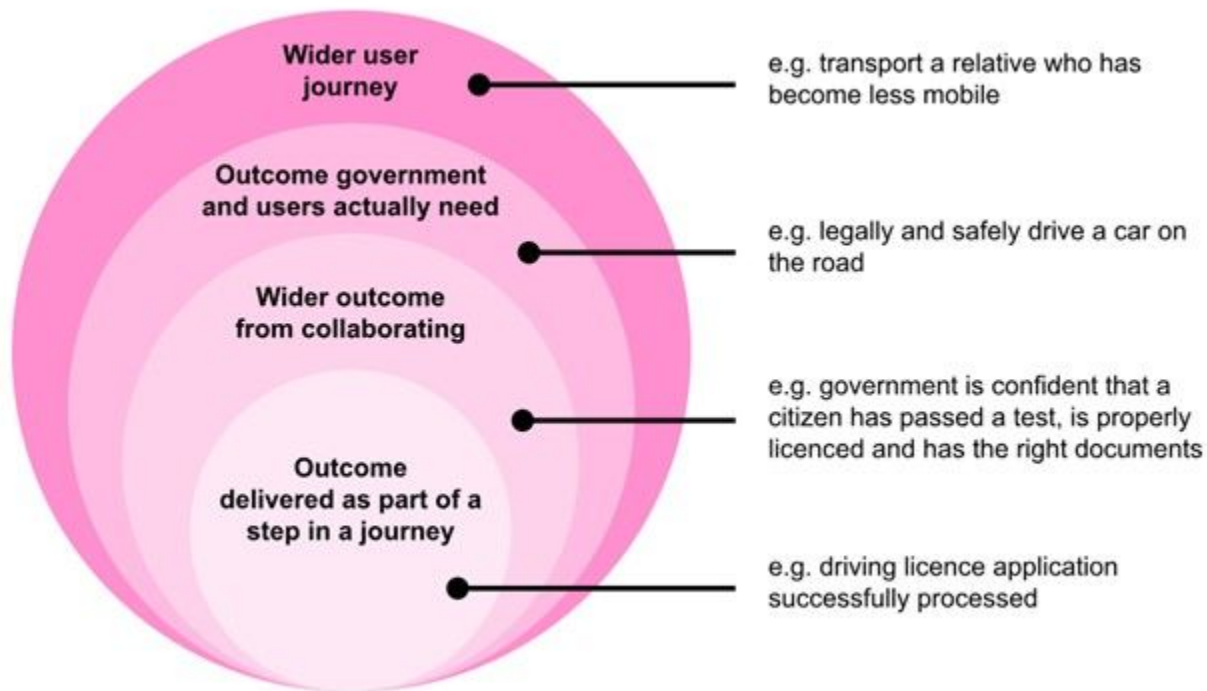 Wider user
journey
e.g. transport a relative who has
become less mobile
Outcome government
and users actually need
e.g. legally and safely drive a car on
the road
Wider outcome
from collaborating
e.g. government is confident that a
citizen has passed a test, is properly
licenced and has the right documents
Outcome
delivered as part of a
step in a journey
e.g. driving licence application
successfully processed